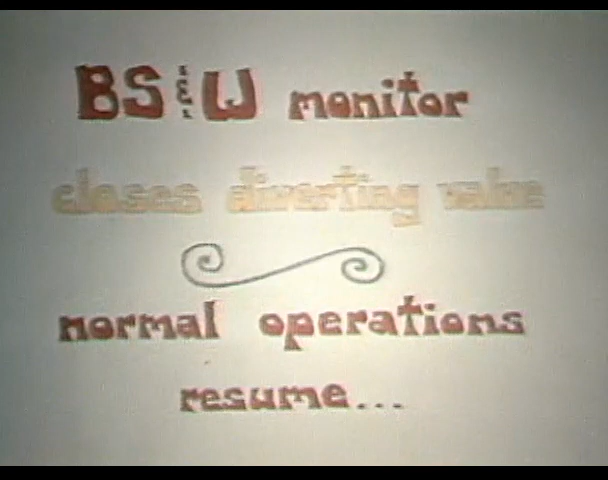 BS&W monitor
closes diverting valve
normal operations
resume...